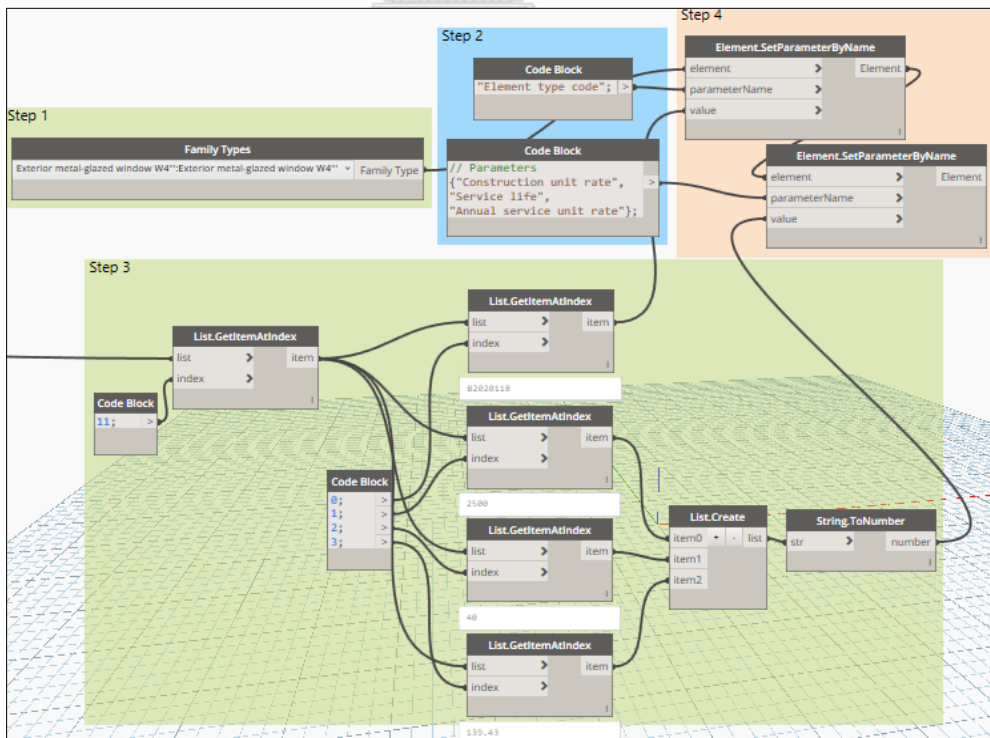 Step 1
Family Types
Exterior metal-glazed window W4''':Exterior metal-glazed window W4'''
Family Type
Step 2
Code Block
"Element type code"; >
Code Block
// Parameters
{"Construction unit rate", >
"Service life",
"Annual service unit rate"};
Step 4
Element.SetParameterByName
element > Element
parameterName >
value >
Element.SetParameterByName
element > Element
parameterName >
value >
Step 3
List.GetItemAtIndex
list > item
index >
Code Block
11; >
Code Block
0; >
1; >
2; >
3; >
List.GetItemAtIndex
list > item
index >
B2020118
List.GetItemAtIndex
list > item
index >
2500
List.GetItemAtIndex
list > item
index >
40
List.GetItemAtIndex
list > item
index >
139.43
List.Create
item0 + - list
item1
item2
String.ToNumber
str > number